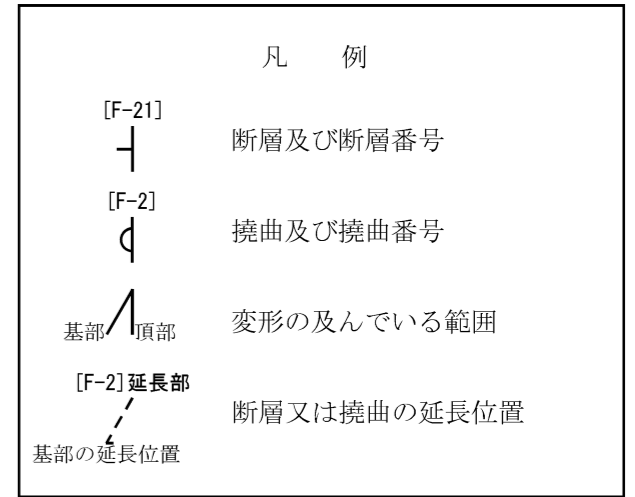 凡 例
[F-21]
断層及び断層番号
[F-2]
撓曲及び撓曲番号
基部 頂部
変形の及んでいる範囲
[F-2]延長部
断層又は撓曲の延長位置
基部の延長位置